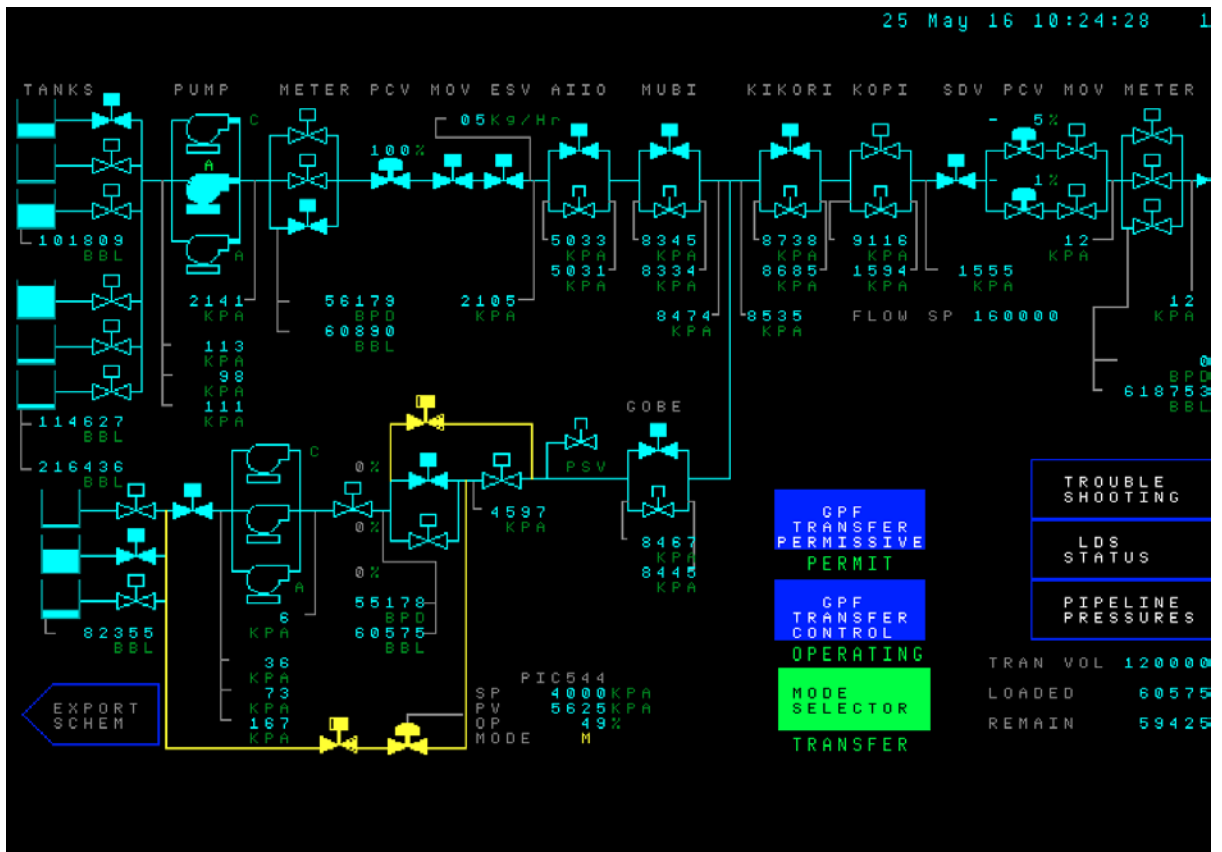 25 May 16 10:24:28 1
TANKS PUMP METER PCV MOV ESV AIIO MUBI KIKORI KOPI SDV PCV MOV METER
C 05Kg/Hr - 5%
100%
A
- 1%
101809
BBL
A
5033 8345 8738 9116 12
KPA KPA KPA KPA KPA
5031 8334 8685 1594 1555
KPA KPA KPA KPA KPA
2141 56179 2105 12
KPA BPD KPA KPA
60890 8474 8535 FLOW SP 160000
BBL KPA KPA
113
KPA
98
KPA
111
KPA
0
BPD
618753
BBL
114627
BBL
GOBE
C
216436
BBL
0%
PSV
4597
KPA
0%
8467
KPA
8445
KPA
0%
A
6
KPA
55178
BPD
60575
BBL
82355
BBL
36
KPA
73
KPA
167
KPA
GPF
TRANSFER
PERMISSIVE
PERMIT
GPF
TRANSFER
CONTROL
OPERATING
MODE
SELECTOR
TRANSFER
TROUBLE
SHOOTING
LDS
STATUS
PIPELINE
PRESSURES
TRAN VOL 120000
LOADED 60575
REMAIN 59425
EXPORT
SCHEM
PIC544
SP 4000KPA
PV 5625KPA
OP 49%
MODE M